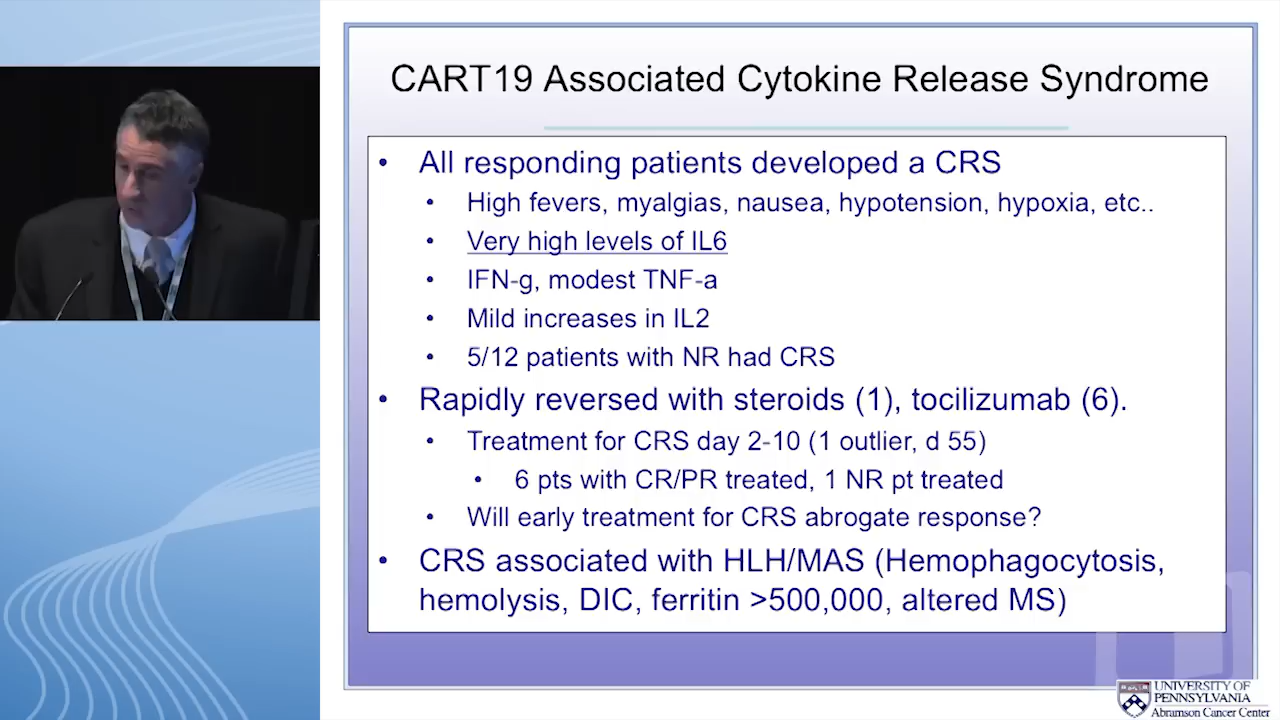 CART19 Associated Cytokine Release Syndrome
• All responding patients developed a CRS
• High fevers, myalgias, nausea, hypotension, hypoxia, etc..
• Very high levels of IL6
• IFN-g, modest TNF-a
• Mild increases in IL2
• 5/12 patients with NR had CRS
• Rapidly reversed with steroids (1), tocilizumab (6).
• Treatment for CRS day 2-10 (1 outlier, d 55)
• 6 pts with CR/PR treated, 1 NR pt treated
• Will early treatment for CRS abrogate response?
• CRS associated with HLH/MAS (Hemophagocytosis,
hemolysis, DIC, ferritin >500,000, altered MS)
UNIVERSITY OF
PENNSYLVANIA
Abramson Cancer Center